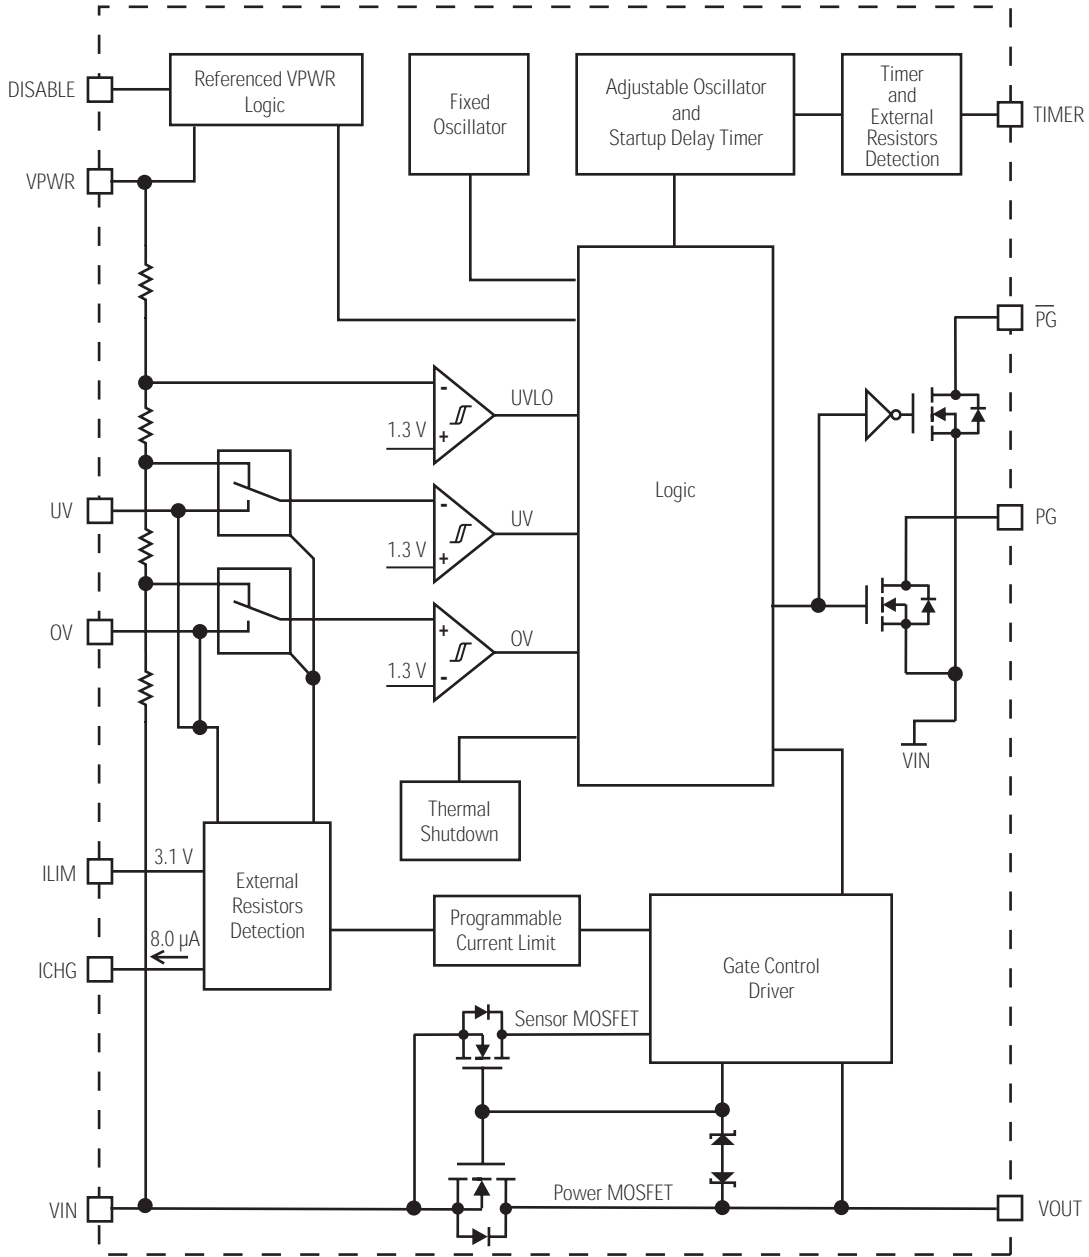 DISABLE
Referenced VPWR
Logic
Fixed
Oscillator
Adjustable Oscillator
and
Startup Delay Timer
Timer
and
External
Resistors
Detection
TIMER
VPWR
P̅G̅
-
UVLO
1.3 V
+
Logic
UV
-
UV
1.3 V
+
PG
OV
+
OV
1.3 V
-
VIN
Thermal
Shutdown
ILIM
3.1 V
External
Resistors
Detection
8.0 µA
ICHG
Programmable
Current Limit
Gate Control
Driver
Sensor MOSFET
Power MOSFET
VIN
VOUT